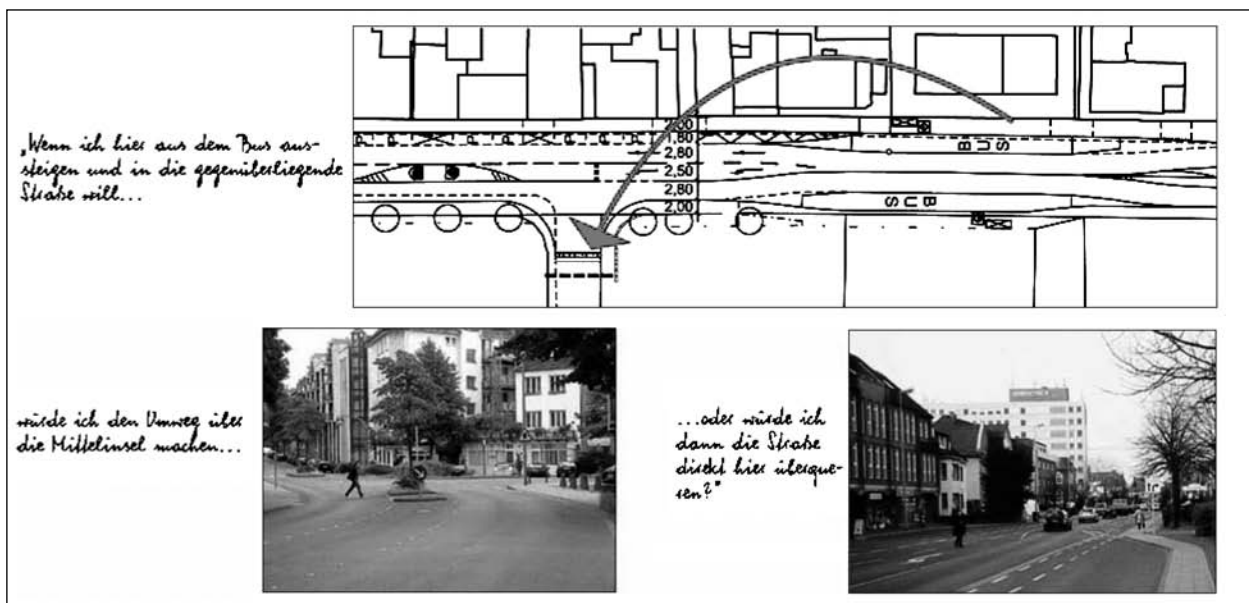 „Wenn ich hier aus dem Bus aus-
steigen und in die gegenüberliegende
Straße will...
P P P P P P P
1,80
2,80
2,50
2,80
2,00
BUS
BUS
würde ich den Umweg über
die Mittelinsel machen...
...oder würde ich
dann die Straße
direkt hier überque-
ren?"